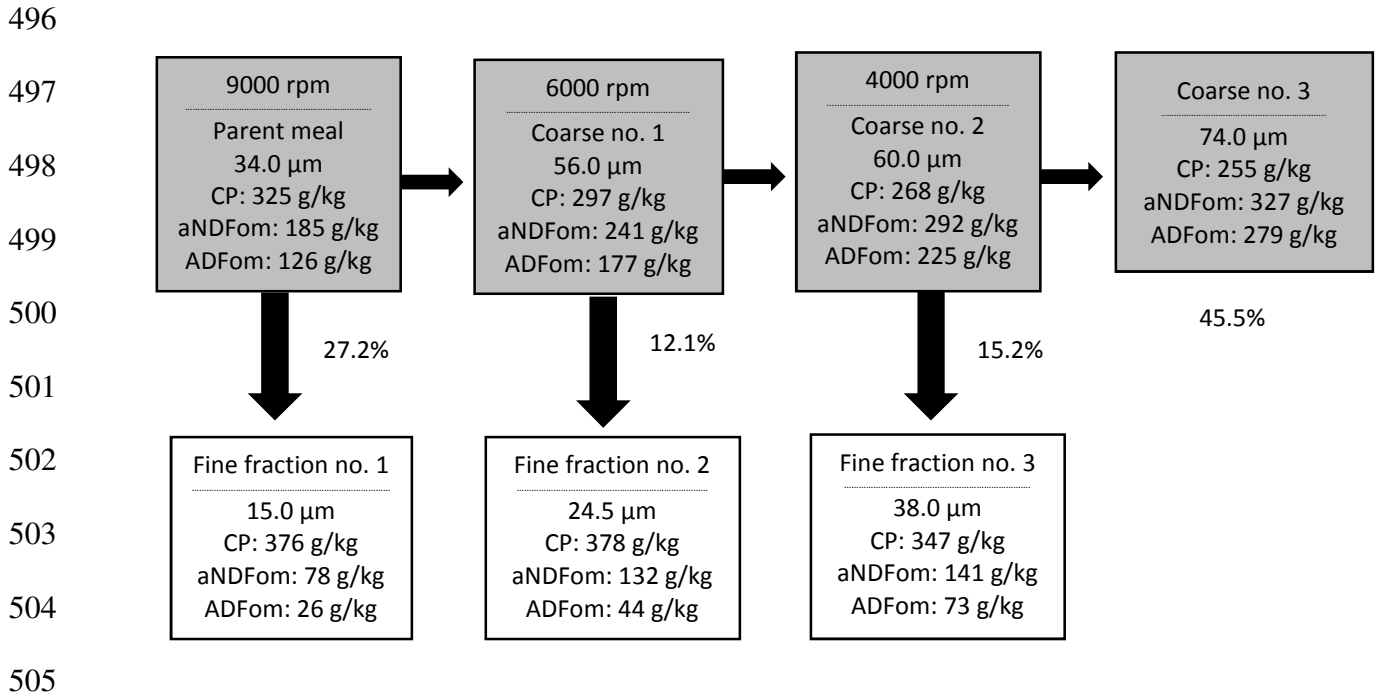 496
497
498
499
500
501
502
503
504
505
9000 rpm
Parent meal
34.0 µm
CP: 325 g/kg
aNDFom: 185 g/kg
ADFom: 126 g/kg
6000 rpm
Coarse no. 1
56.0 µm
CP: 297 g/kg
aNDFom: 241 g/kg
ADFom: 177 g/kg
4000 rpm
Coarse no. 2
60.0 µm
CP: 268 g/kg
aNDFom: 292 g/kg
ADFom: 225 g/kg
Coarse no. 3
74.0 µm
CP: 255 g/kg
aNDFom: 327 g/kg
ADFom: 279 g/kg
27.2%
12.1%
15.2%
45.5%
Fine fraction no. 1
15.0 µm
CP: 376 g/kg
aNDFom: 78 g/kg
ADFom: 26 g/kg
Fine fraction no. 2
24.5 µm
CP: 378 g/kg
aNDFom: 132 g/kg
ADFom: 44 g/kg
Fine fraction no. 3
38.0 µm
CP: 347 g/kg
aNDFom: 141 g/kg
ADFom: 73 g/kg